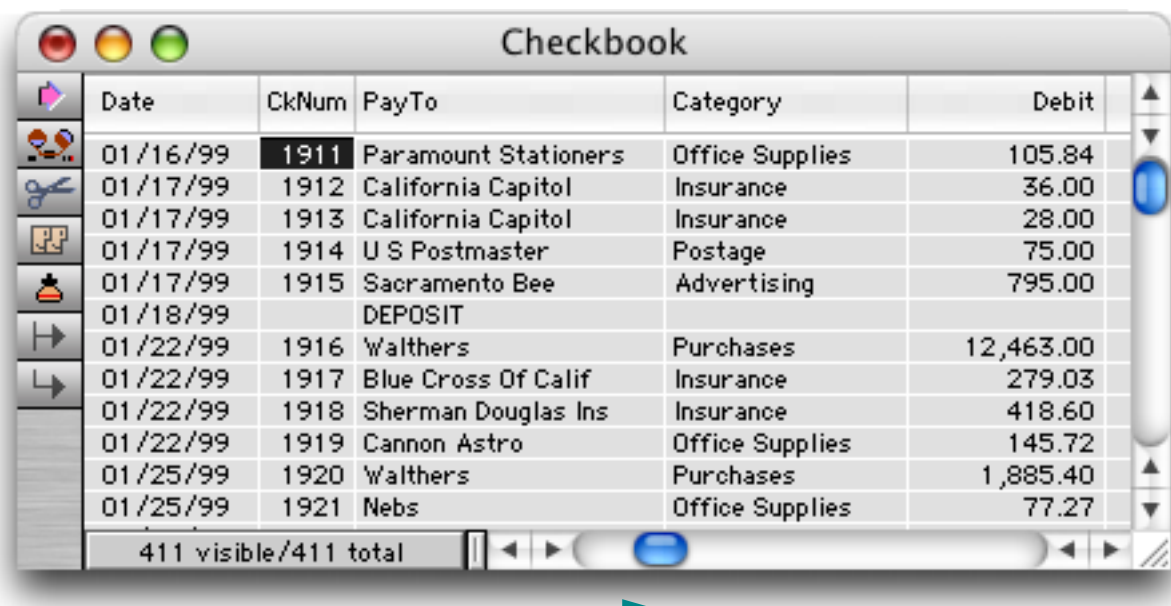 Checkbook
Date CkNum PayTo Category Debit
01/16/99 1911 Paramount Stationers Office Supplies 105.84
01/17/99 1912 California Capitol Insurance 36.00
01/17/99 1913 California Capitol Insurance 28.00
01/17/99 1914 U S Postmaster Postage 75.00
01/17/99 1915 Sacramento Bee Advertising 795.00
01/18/99 DEPOSIT
01/22/99 1916 Walthers Purchases 12,463.00
01/22/99 1917 Blue Cross Of Calif Insurance 279.03
01/22/99 1918 Sherman Douglas Ins Insurance 418.60
01/22/99 1919 Cannon Astro Office Supplies 145.72
01/25/99 1920 Walthers Purchases 1,885.40
01/25/99 1921 Nebs Office Supplies 77.27
411 visible/411 total